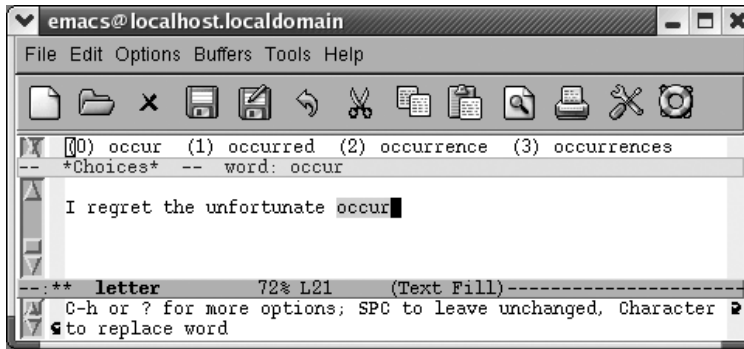 emacs@localhost.localdomain
File Edit Options Buffers Tools Help
(0) occur (1) occurred (2) occurrence (3) occurrences
-- *Choices* -- word: occur
I regret the unfortunate occur
--:** letter 72% L21 (Text Fill)----------------------
C-h or ? for more options; SPC to leave unchanged, Character
to replace word